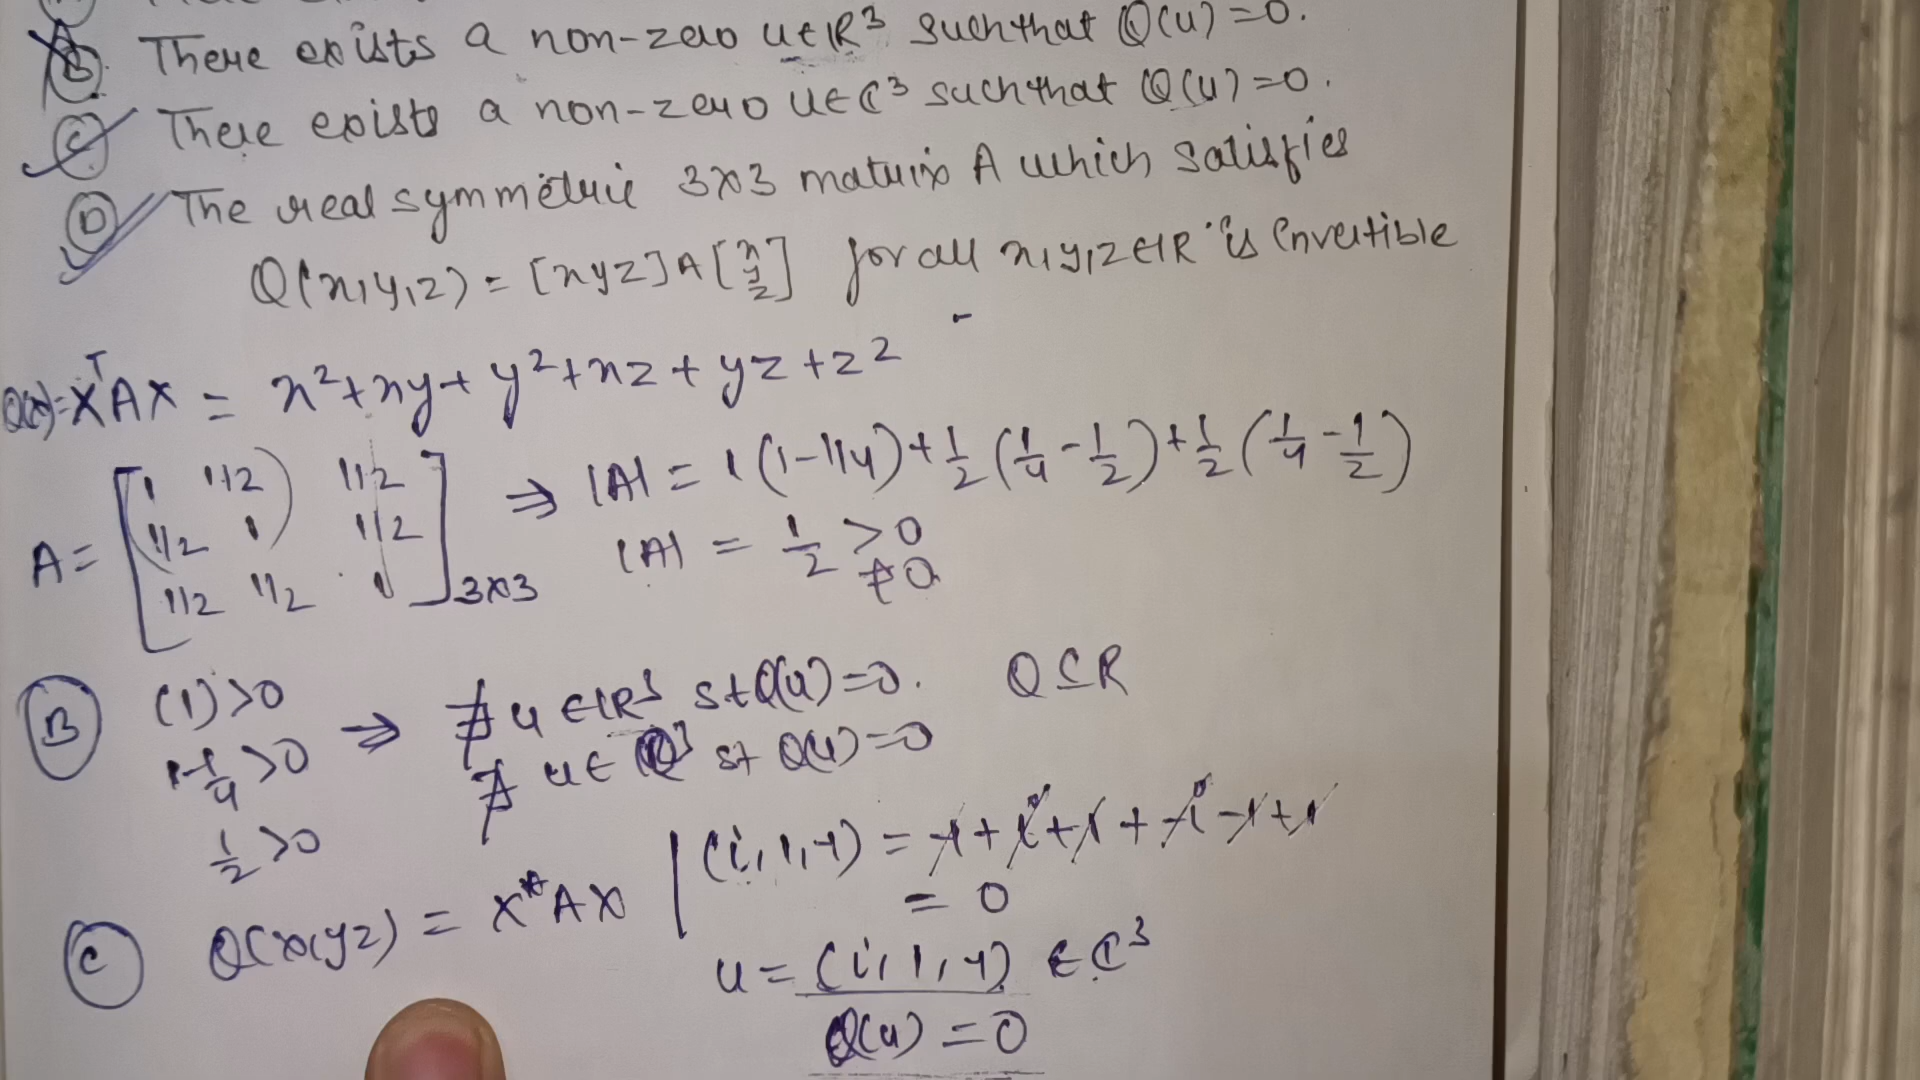 (B) There exists a non-zero u∈ℝ³ such that Q(u)=0.
(C) There exists a non-zero u∈ℂ³ such that Q(u)=0.
(D) The real symmetric 3x3 matrix A which satisfies
Q(x,y,z) = [x y z] A [x y z] for all x,y,z∈ℝ is invertible
Q(x)=XᵀAX = x²+xy+y²+xz+yz+z²
A = [1 1/2 1/2
1/2 1 1/2
1/2 1/2 1]3x3 ⇒ |A| = 1(1-1/4)+1/2(1/4-1/2)+1/2(1/4-1/2)
|A| = 1/2 >0
≠0
(B) (1)>0
1-1/4>0 ⇒ ∄ u∈ℝ³ st Q(u)=0. Q⊆R
∄ u∈ℚ³ st Q(u)=0
1/2>0
(C) Q(x,y,z) = X*AX | (i,1,-1) = -1+i+1+-i-1+1
= 0
u = (i,1,-1) ∈ ℂ³
Q(u) = 0